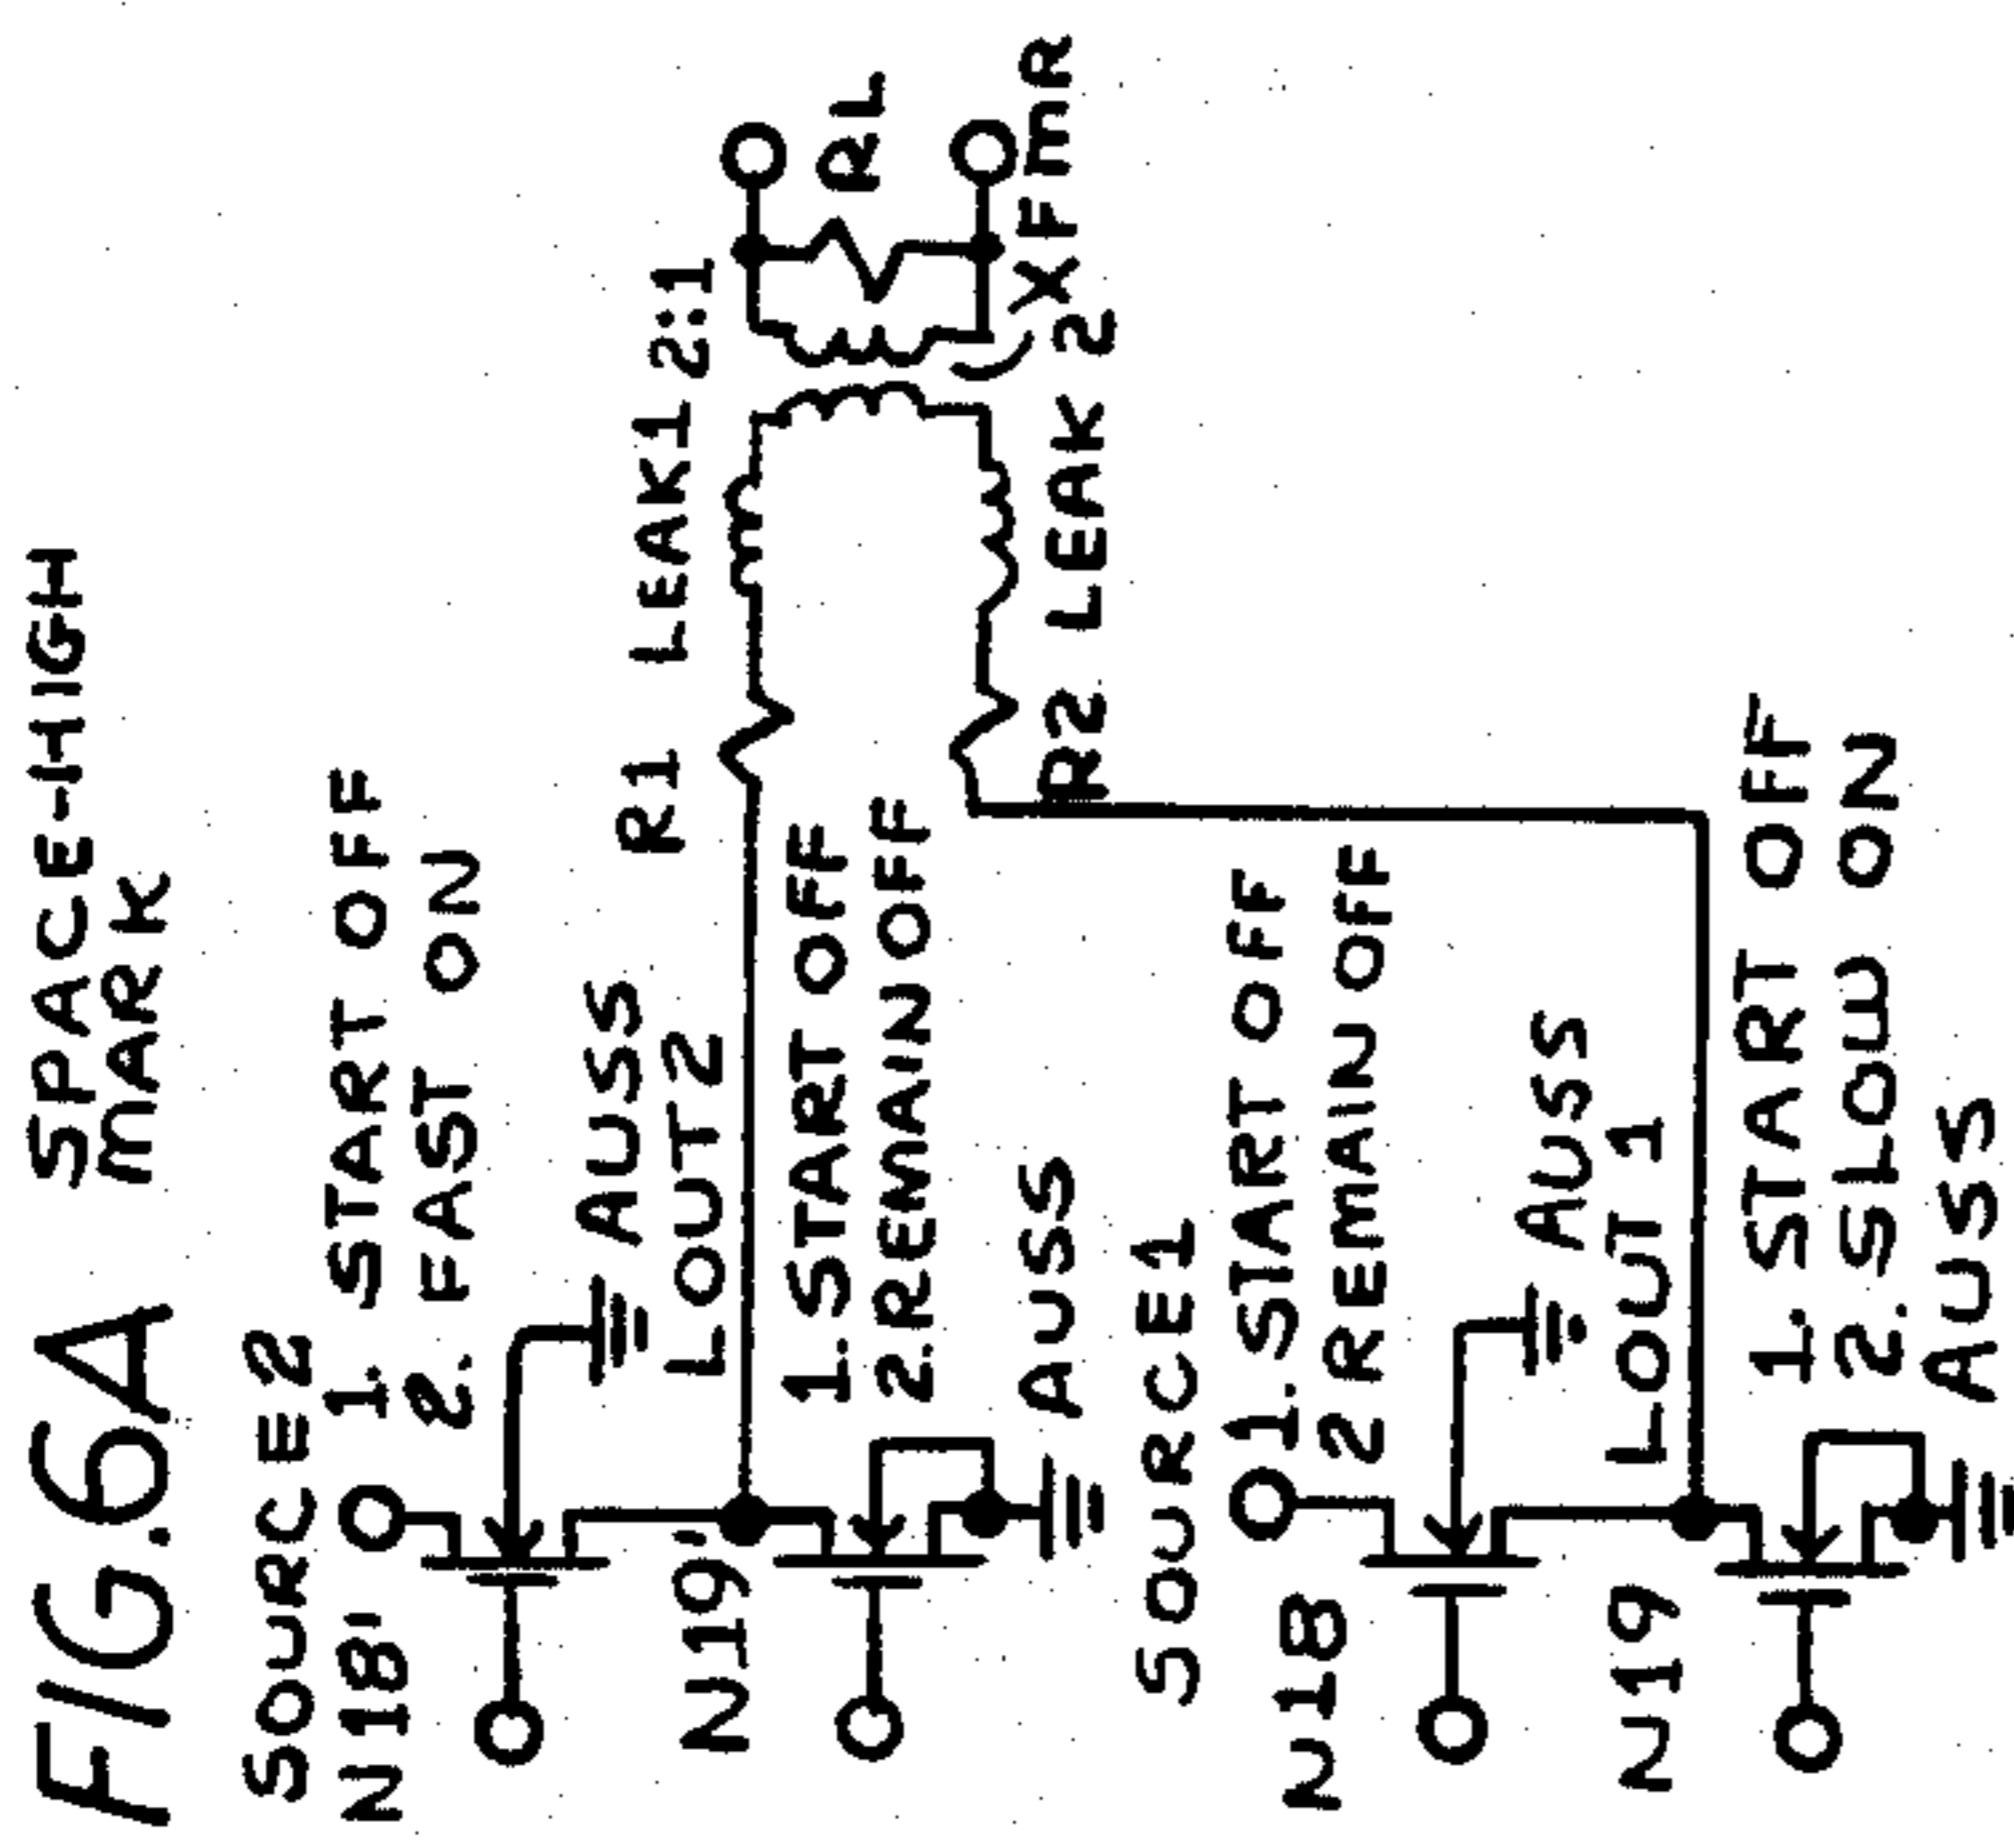 FIG.6A
SPACE-HIGH
MARK
SOURCE2
N18'
1. START OFF
2. FAST ON
AUSS
LOUT2
R1
LEAK1
2:1
RL
XFMR
R2
LEAK 2
N19'
1. START OFF
2. REMAIN OFF
AUSS
SOURCE1
N18
1. START OFF
2 REMAIN OFF
AUSS
LOUT 1
N19
1. START OFF
2. SLOW ON
AUSS